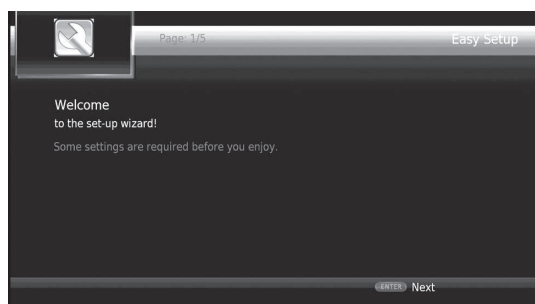 Page: 1/5
Easy Setup
Welcome
to the set-up wizard!
Some settings are required before you enjoy.
ENTER Next